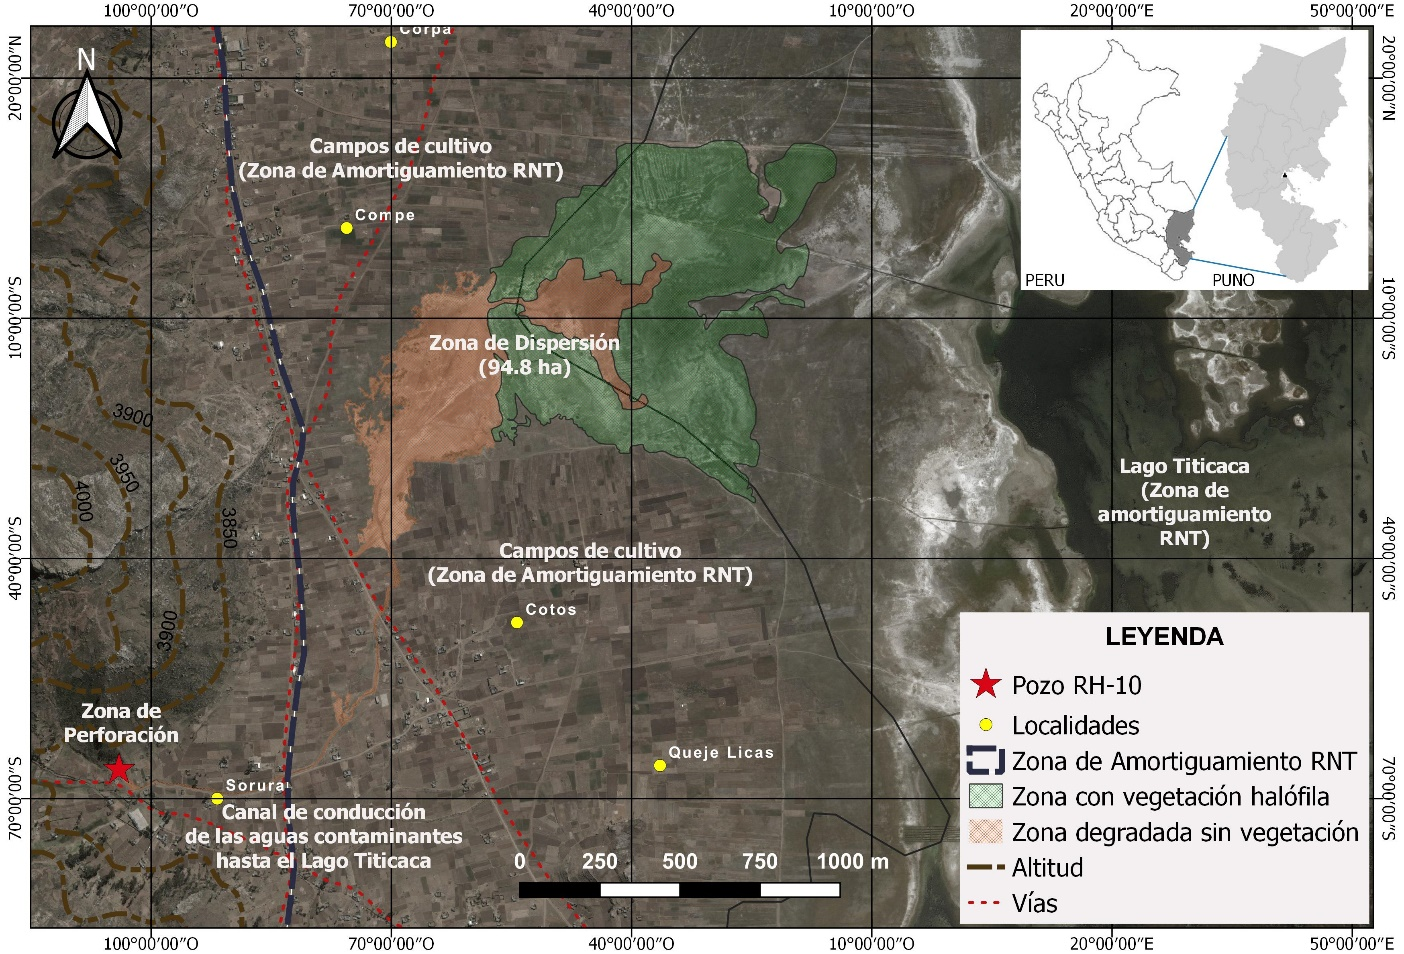 100°00'00''O 70°00'00''O 40°00'00''O 10°00'00''O 20°00'00''E 50°00'00''E
20°00'00''N
10°00'00''S
40°00'00''S
70°00'00''S
N
Corpa
Campos de cultivo
(Zona de Amortiguamiento RNT)
Compe
Zona de Dispersión
(94.8 ha)
3900
3950
4000
3850
3900
Campos de cultivo
(Zona de Amortiguamiento RNT)
Cotos
Zona de
Perforación
Sorura
Canal de conducción
de las aguas contaminantes
hasta el Lago Titicaca
Queje Licas
0 250 500 750 1000 m
PERU PUNO
Lago Titicaca
(Zona de
amortiguamiento
RNT)
LEYENDA
Pozo RH-10
Localidades
Zona de Amortiguamiento RNT
Zona con vegetación halófila
Zona degradada sin vegetación
Altitud
Vías
20°00'00''N
10°00'00''S
40°00'00''S
70°00'00''S
100°00'00''O 70°00'00''O 40°00'00''O 10°00'00''O 20°00'00''E 50°00'00''E